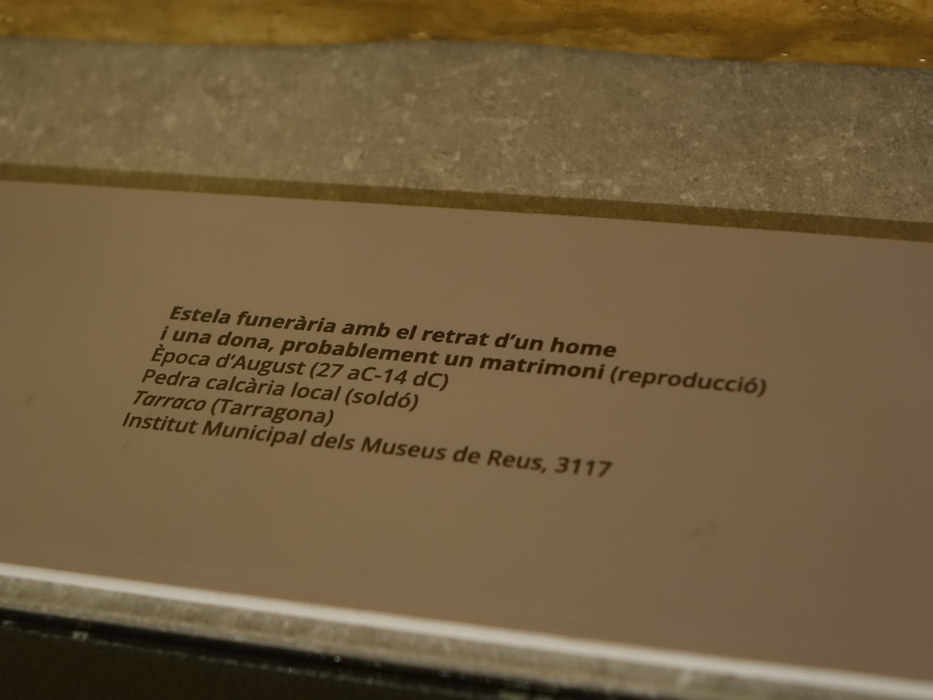 Estela funerària amb el retrat d’un home
i una dona, probablement un matrimoni (reproducció)
Època d’August (27 aC-14 dC)
Pedra calcària local (soldó)
Tarraco (Tarragona)
Institut Municipal dels Museus de Reus, 3117